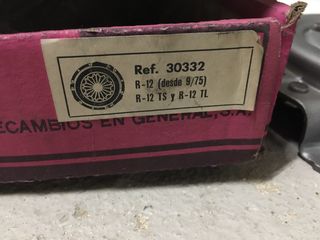 Ref. 30332
R-12 (desde 9/75)
R-12 TS y R-12 TL
ECAMBIOS EN GENERAL, S.A.